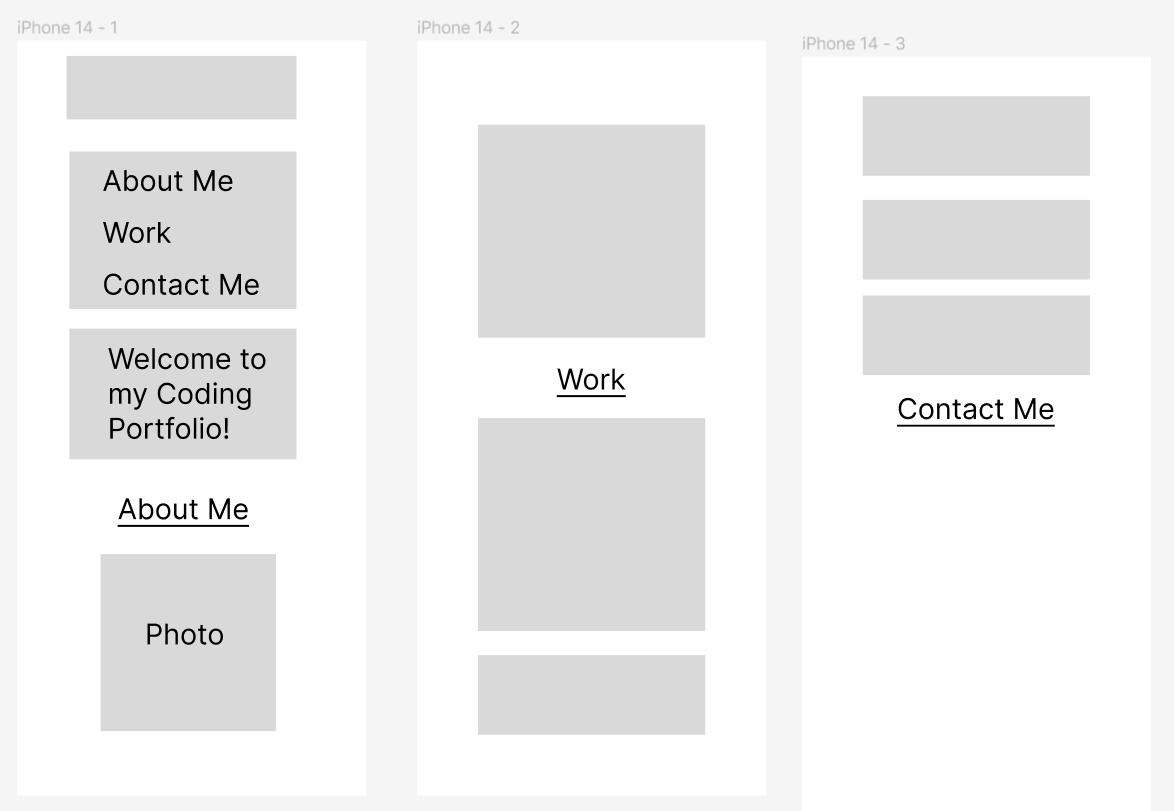 iPhone 14 - 1
About Me
Work
Contact Me
Welcome to
my Coding
Portfolio!
About Me
Photo
iPhone 14 - 2
Work
iPhone 14 - 3
Contact Me